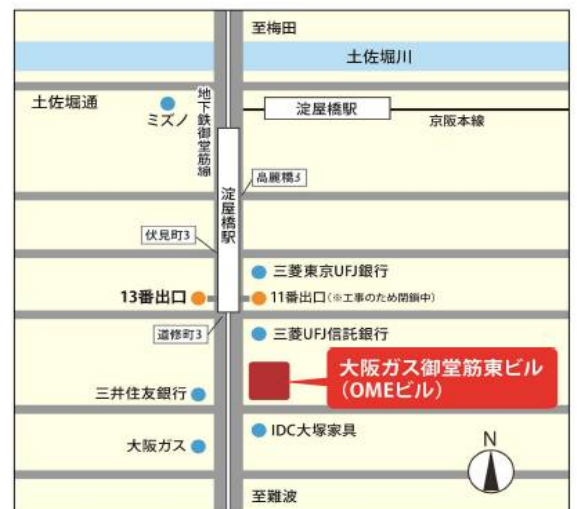 至梅田
土佐堀川
土佐堀通
ミズノ
地下鉄御堂筋線
淀屋橋駅
京阪本線
淀屋橋駅
高麗橋3
伏見町3
三菱東京UFJ銀行
13番出口
11番出口(※工事のため閉鎖中)
道修町3
三菱UFJ信託銀行
大阪ガス御堂筋東ビル
(OMEビル)
三井住友銀行
IDC大塚家具
大阪ガス
N
至難波